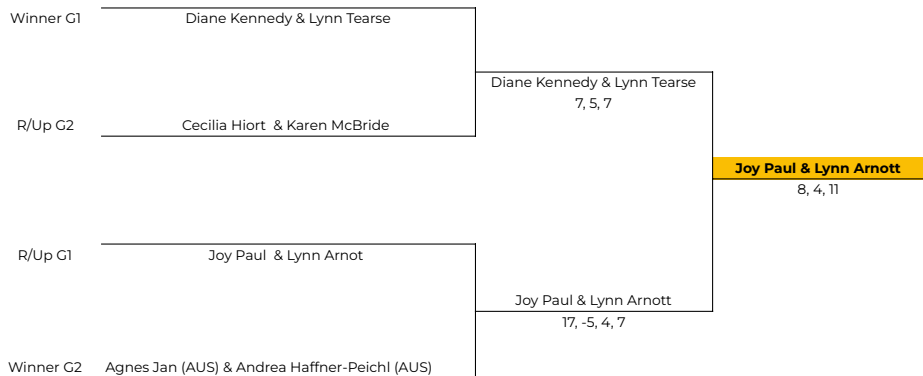 Winner G1 Diane Kennedy & Lynn Tearse
Diane Kennedy & Lynn Tearse
7, 5, 7
R/Up G2 Cecilia Hiort & Karen McBride
Joy Paul & Lynn Arnott
8, 4, 11
R/Up G1 Joy Paul & Lynn Arnot
Joy Paul & Lynn Arnott
17, -5, 4, 7
Winner G2 Agnes Jan (AUS) & Andrea Haffner-Peichl (AUS)